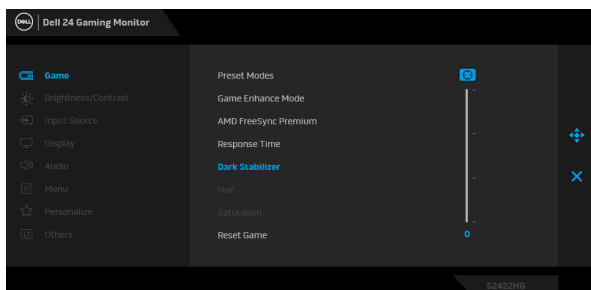 DELL
Dell 24 Gaming Monitor
Game
Brightness/Contrast
Input Source
Display
Audio
Menu
Personalize
Others
Preset Modes
Game Enhance Mode
AMD FreeSync Premium
Response Time
Dark Stabilizer
Hue
Saturation
Reset Game
0
S2422HG